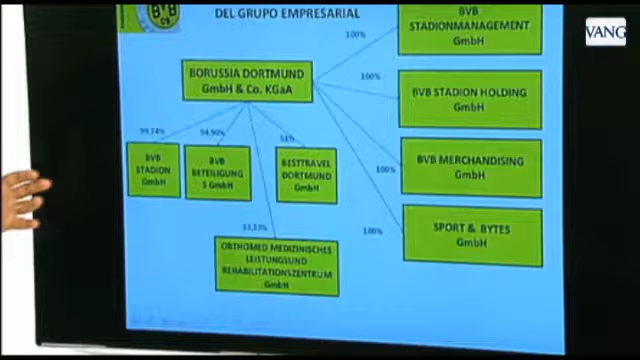 VANG
BVB
09
DEL GRUPO EMPRESARIAL
BVB
STADIONMANAGEMENT
GmbH
100%
BORUSSIA DORTMUND
GmbH & Co. KGaA
100%
BVB STADION HOLDING
GmbH
99,74%
94,90%
51%
BVB
STADION
GmbH
BVB
BETEILIGUNG
S GmbH
BESTTRAVEL
DORTMUND
GmbH
100%
BVB MERCHANDISING
GmbH
33,33%
100%
SPORT & BYTES
GmbH
ORTHOMED MEDIZINISCHES
LEISTUNGSUND
REHABILITATIONSZENTRUM
GmbH